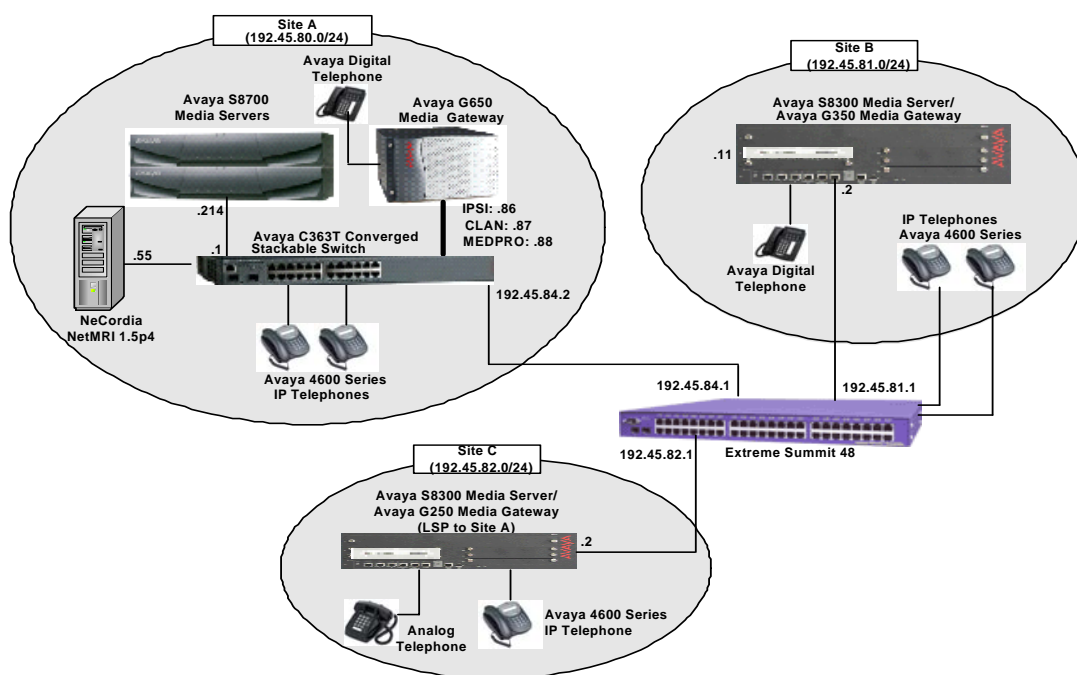 Site A
(192.45.80.0/24)
Avaya Digital
Telephone
Avaya S8700
Media Servers
Avaya G650
Media Gateway
.214
IPSI: .86
CLAN: .87
MEDPRO: .88
.55
.1
Avaya C363T Converged
Stackable Switch
192.45.84.2
NeCordia
NetMRI 1.5p4
Avaya 4600 Series
IP Telephones
Site B
(192.45.81.0/24)
Avaya S8300 Media Server/
Avaya G350 Media Gateway
.11
AVAYA
.2
IP Telephones
Avaya 4600 Series
Avaya Digital
Telephone
192.45.84.1
192.45.81.1
192.45.82.1
Extreme Summit 48
Site C
(192.45.82.0/24)
Avaya S8300 Media Server/
Avaya G250 Media Gateway
(LSP to Site A)
AVAYA
.2
Analog
Telephone
Avaya 4600 Series
IP Telephone